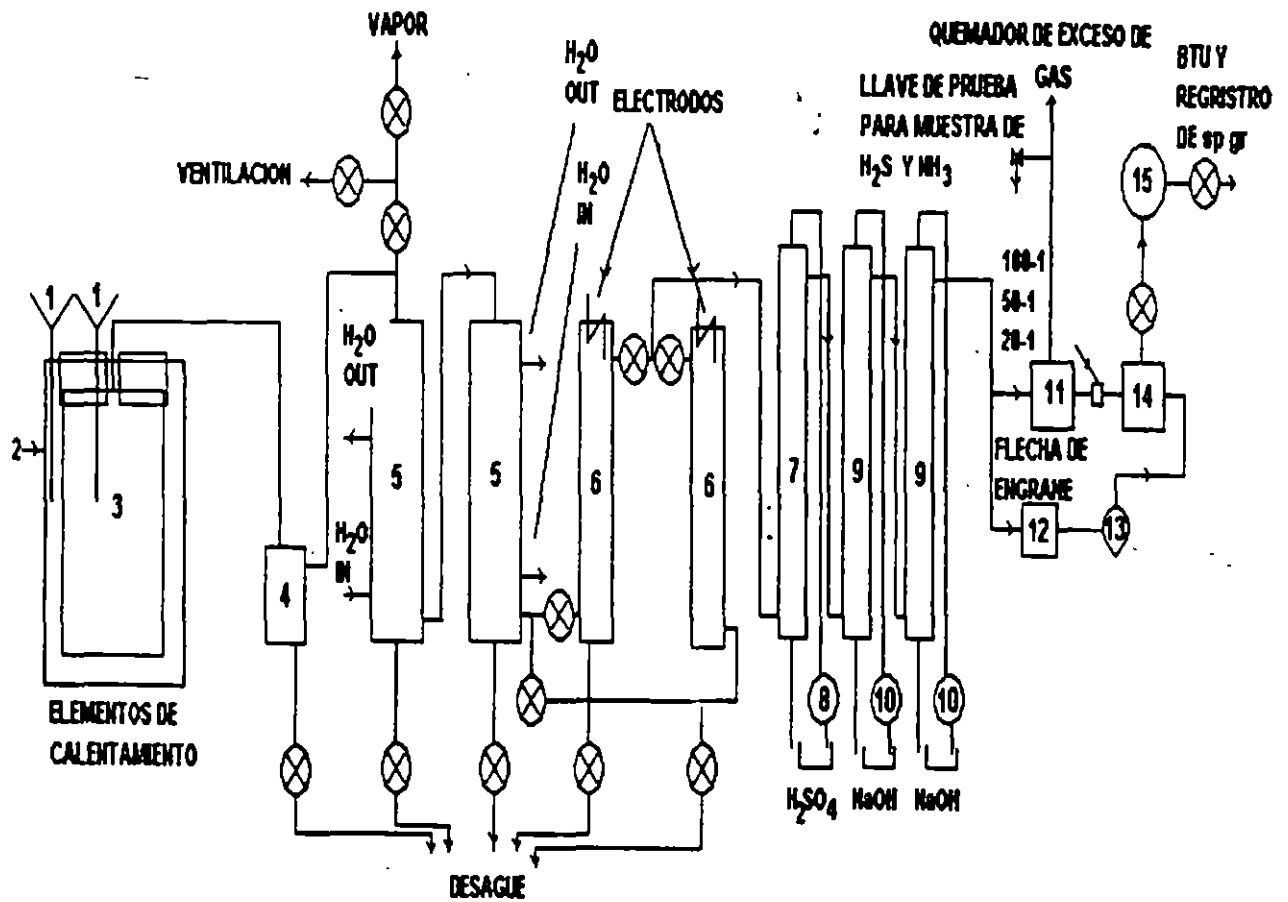 VAPOR
VENTILACION
H2O
OUT
ELECTRODOS
H2O
IN
QUEMADOR DE EXCESO DE
GAS
LLAVE DE PRUEBA
PARA MUESTRA DE
H2S Y NH3
BTU Y
REGRISTRO
DE sp gr
1
1
2
3
4
H2O
OUT
H2O
IN
5
5
6
6
7
9
9
8
10
10
100-1
50-1
20-1
11
14
15
FLECHA DE
ENGRANE
12
13
ELEMENTOS DE
CALENTAMIENTO
H2SO4
NaOH
NaOH
DESAGUE